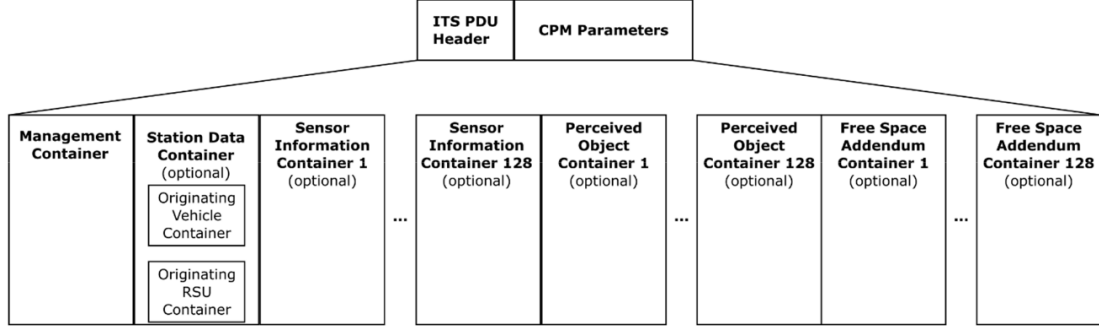 ITS PDU
Header
CPM Parameters
Management
Container
Station Data
Container
(optional)
Originating
Vehicle
Container
Originating
RSU
Container
Sensor
Information
Container 1
(optional)
...
Sensor
Information
Container 128
(optional)
Perceived
Object
Container 1
(optional)
...
Perceived
Object
Container 128
(optional)
Free Space
Addendum
Container 1
(optional)
...
Free Space
Addendum
Container 128
(optional)